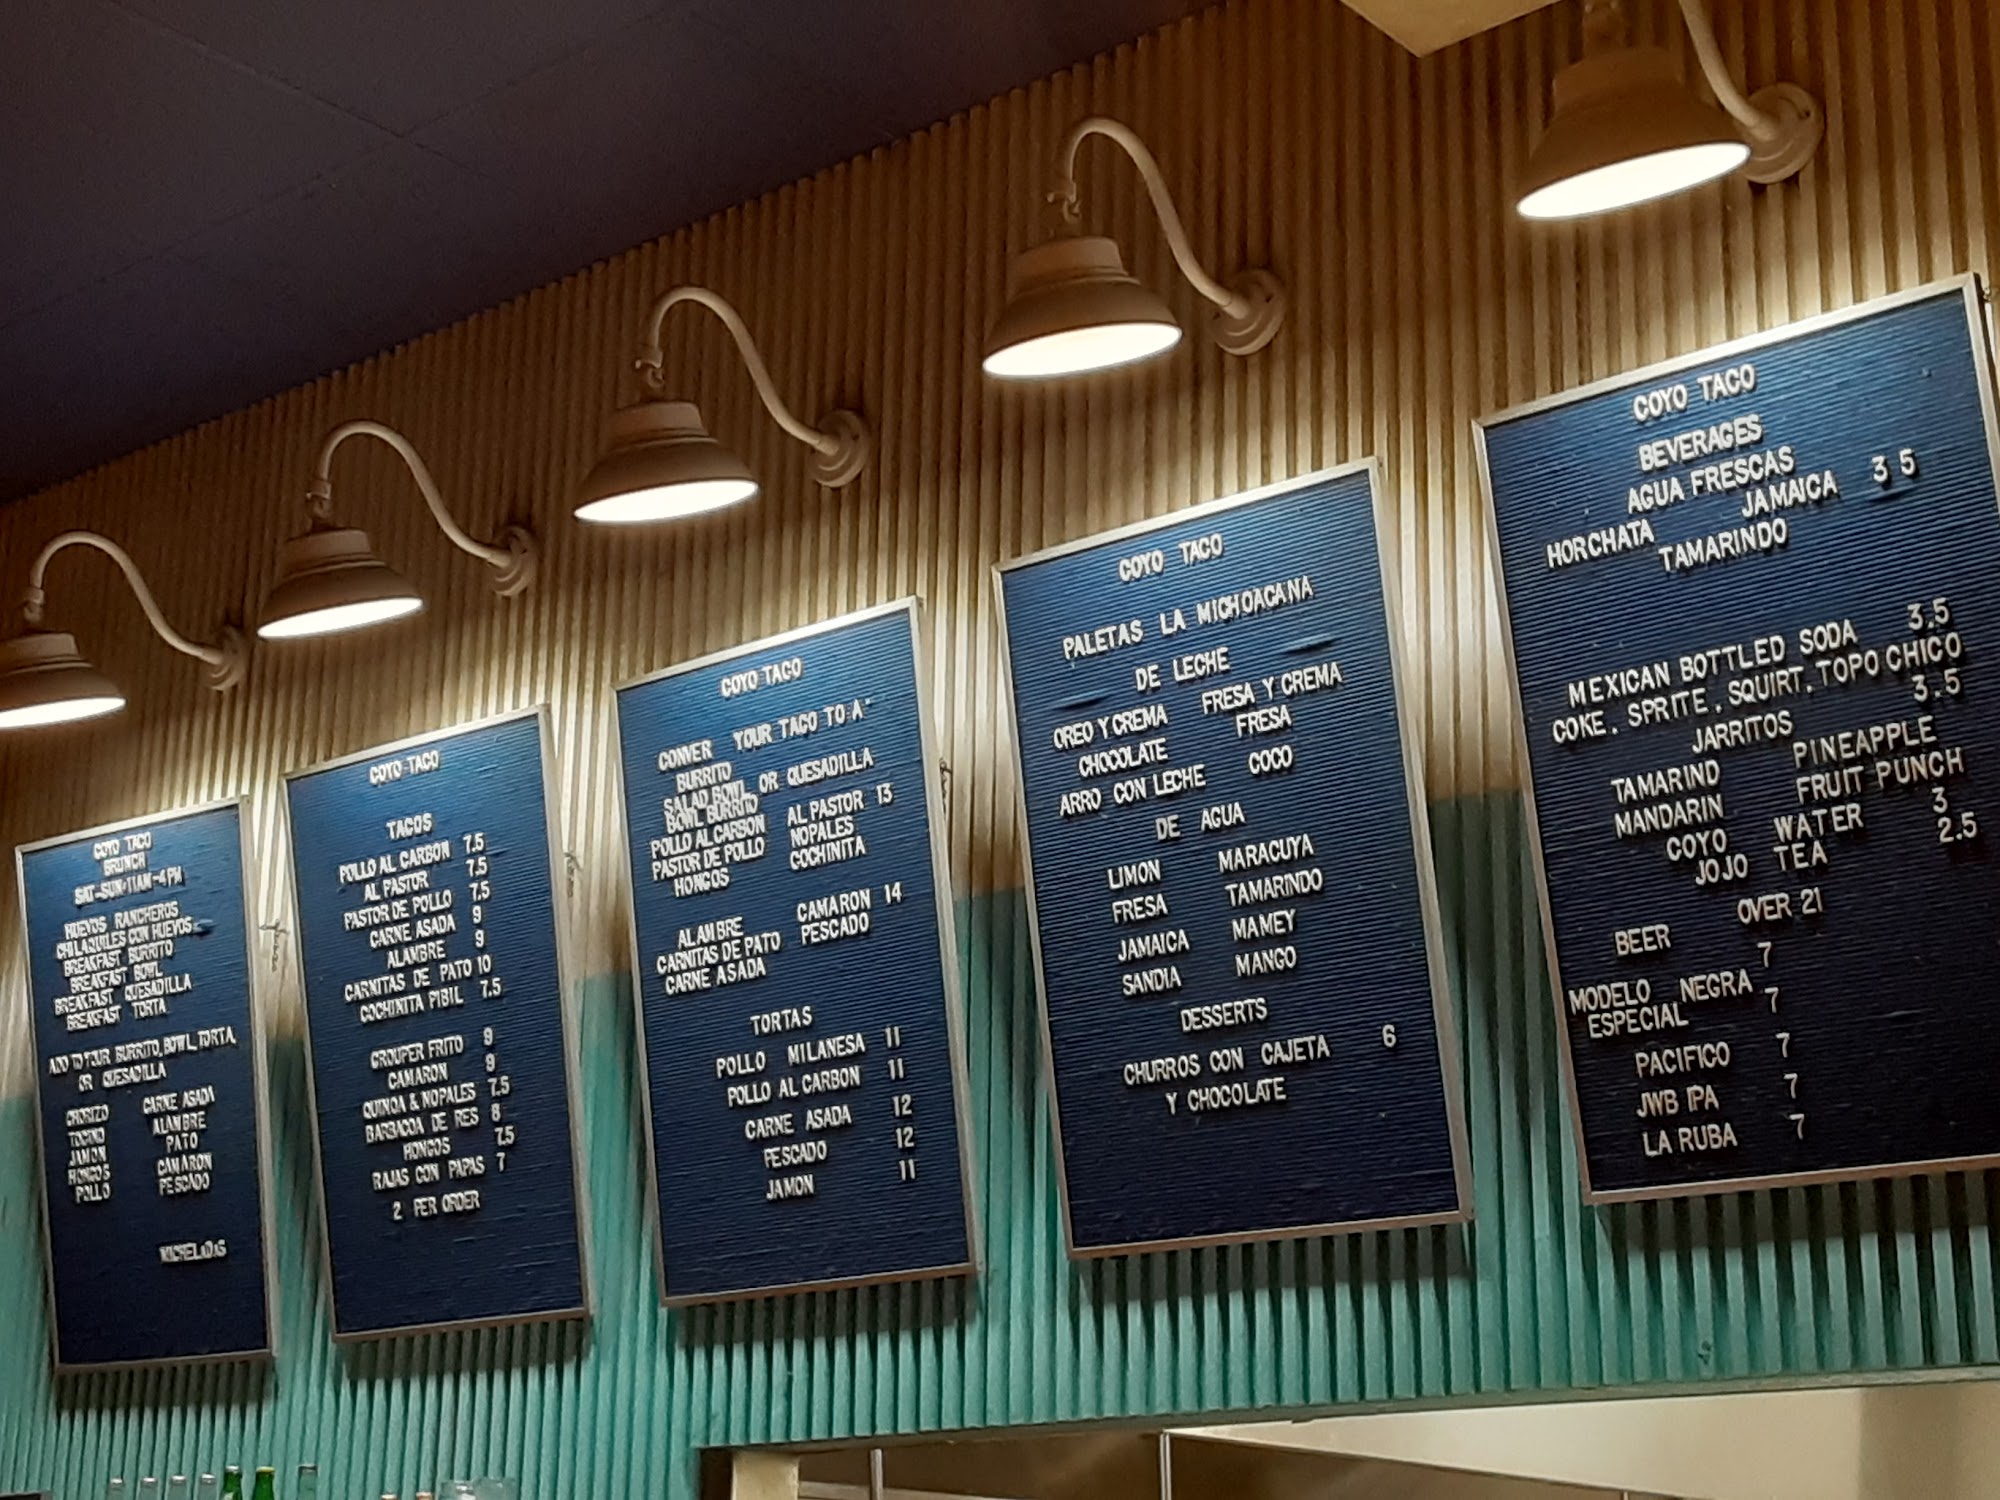 COYO TACO
BRUNCH
SAT-SUN 11AM-4PM
HUEVOS RANCHEROS
CHILAQUILES CON HUEVOS
BREAKFAST BURRITO
BREAKFAST BOWL
BREAKFAST QUESADILLA
BREAKFAST TORTA
ADD TO YOUR BURRITO, BOWL, TORTA,
OR QUESADILLA
CHORIZO CARNE ASADA
TOCINO ALAMBRE
JAMON PATO
HONGOS CAMARON
POLLO PESCADO
MICHELADAS
COYO TACO
TACOS
POLLO AL CARBON 7.5
AL PASTOR 7.5
PASTOR DE POLLO 7.5
CARNE ASADA 9
ALAMBRE 9
CARNITAS DE PATO 10
COCHINITA PIBIL 7.5
CROUPER FRITO 9
CAMARON 9
QUINOA & NOPALES 7.5
BARBACOA DE RES 8
HONGOS 7.5
RAJAS CON PAPAS 7
2 PER ORDER
COYO TACO
CONVER YOUR TACO TO A:
BURRITO
SALAD BOWL OR QUESADILLA
BOWL BURRITO
POLLO AL CARBON AL PASTOR 13
PASTOR DE POLLO NOPALES
HONGOS COCHINITA
ALAMBRE CAMARON 14
CARNITAS DE PATO PESCADO
CARNE ASADA
TORTAS
POLLO MILANESA 11
POLLO AL CARBON 11
CARNE ASADA 12
PESCADO 12
JAMON 11
COYO TACO
PALETAS LA MICHOACANA
DE LECHE
OREO Y CREMA FRESA Y CREMA
CHOCOLATE FRESA
ARRO CON LECHE COCO
DE AGUA
LIMON MARACUYA
FRESA TAMARINDO
JAMAICA MAMEY
SANDIA MANGO
DESSERTS
CHURROS CON CAJETA 6
Y CHOCOLATE
COYO TACO
BEVERAGES
AGUA FRESCAS
HORCHATA JAMAICA 3 5
TAMARINDO
MEXICAN BOTTLED SODA 3.5
COKE, SPRITE, SQUIRT, TOPO CHICO
JARRITOS 3.5
TAMARIND PINEAPPLE
MANDARIN FRUIT PUNCH
COYO WATER 3
JOJO TEA 2.5
BEER OVER 21
MODELO NEGRA 7
ESPECIAL 7
PACIFICO 7
JWB IPA 7
LA RUBA 7